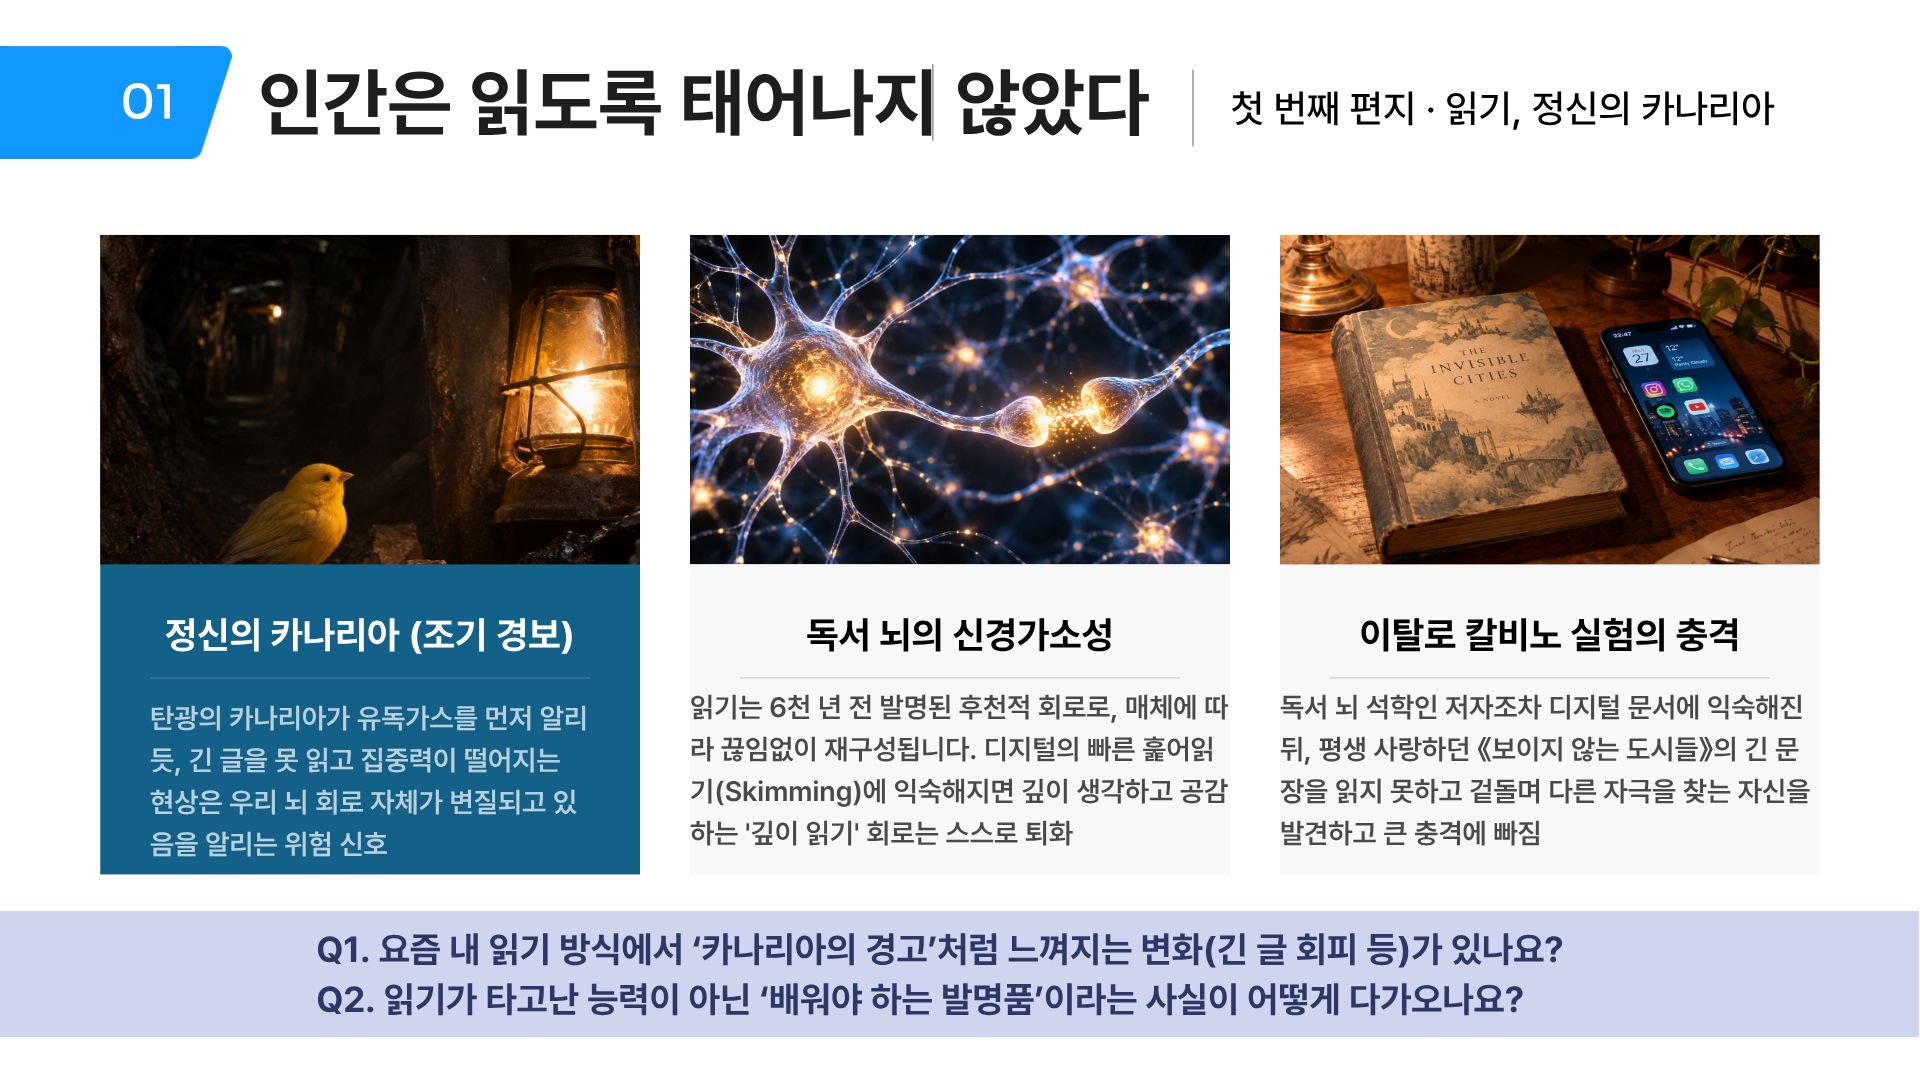 01
인간은 읽도록 태어나지 않았다
첫 번째 편지 · 읽기, 정신의 카나리아
THE
INVISIBLE
CITIES
A NOVEL
22:47
27
12°
12°
Partly Cloudy
정신의 카나리아 (조기 경보)
탄광의 카나리아가 유독가스를 먼저 알리
듯, 긴 글을 못 읽고 집중력이 떨어지는
현상은 우리 뇌 회로 자체가 변질되고 있
음을 알리는 위험 신호
독서 뇌의 신경가소성
읽기는 6천 년 전 발명된 후천적 회로로, 매체에 따
라 끊임없이 재구성됩니다. 디지털의 빠른 훑어읽
기(Skimming)에 익숙해지면 깊이 생각하고 공감
하는 '깊이 읽기' 회로는 스스로 퇴화
이탈로 칼비노 실험의 충격
독서 뇌 석학인 저자조차 디지털 문서에 익숙해진
뒤, 평생 사랑하던 《보이지 않는 도시들》의 긴 문
장을 읽지 못하고 겉돌며 다른 자극을 찾는 자신을
발견하고 큰 충격에 빠짐
Q1. 요즘 내 읽기 방식에서 ‘카나리아의 경고’처럼 느껴지는 변화(긴 글 회피 등)가 있나요?
Q2. 읽기가 타고난 능력이 아닌 ‘배워야 하는 발명품’이라는 사실이 어떻게 다가오나요?